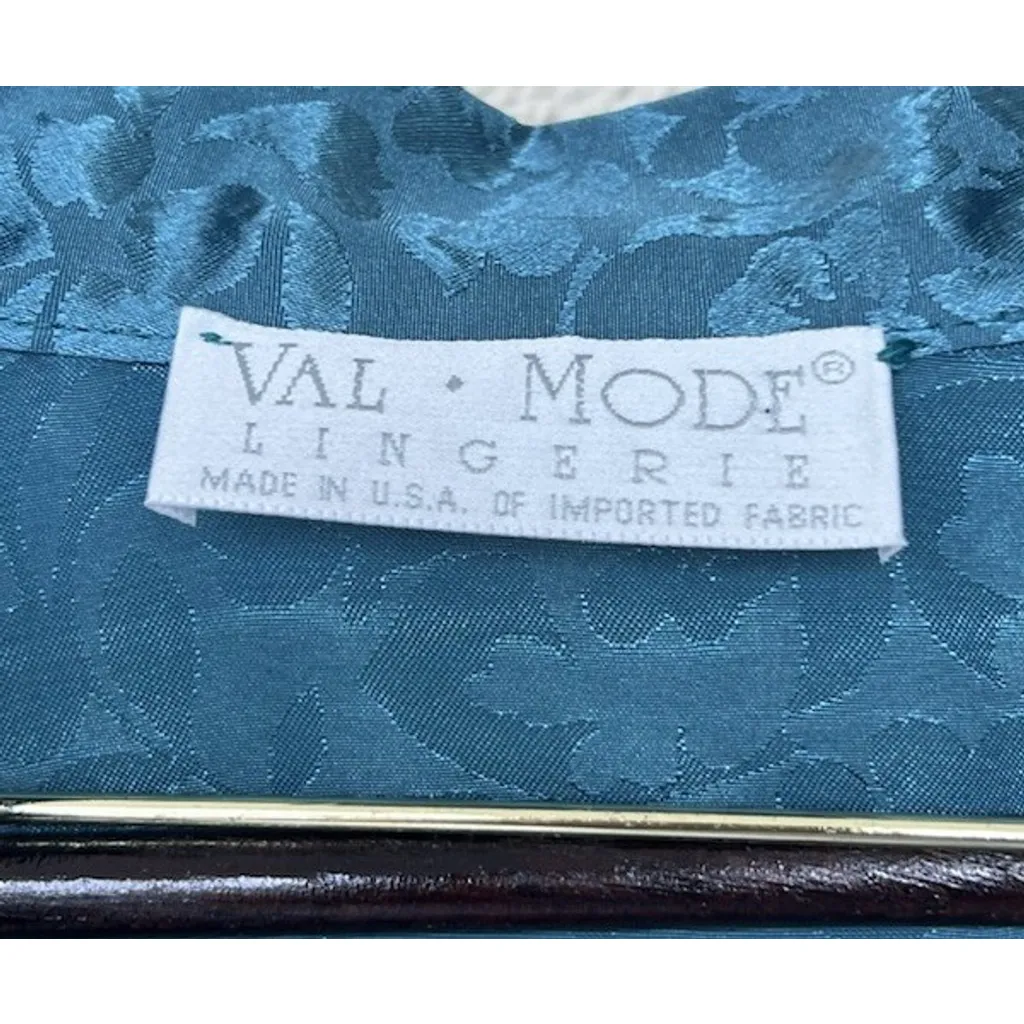 VAL · MODE®
LINGERIE
MADE IN U.S.A. OF IMPORTED FABRIC